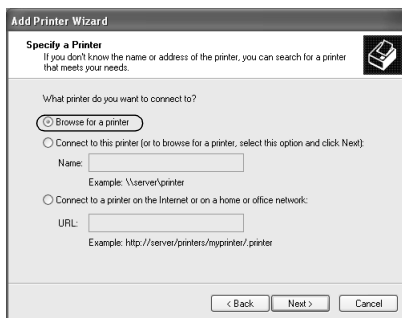 Add Printer Wizard
Specify a Printer
If you don't know the name or address of the printer, you can search for a printer
that meets your needs.
What printer do you want to connect to?
Browse for a printer
Connect to this printer (or to browse for a printer, select this option and click Next):
Name:
Example: \\server\printer
Connect to a printer on the Internet or on a home or office network:
URL:
Example: http://server/printers/myprinter/.printer
< Back
Next >
Cancel